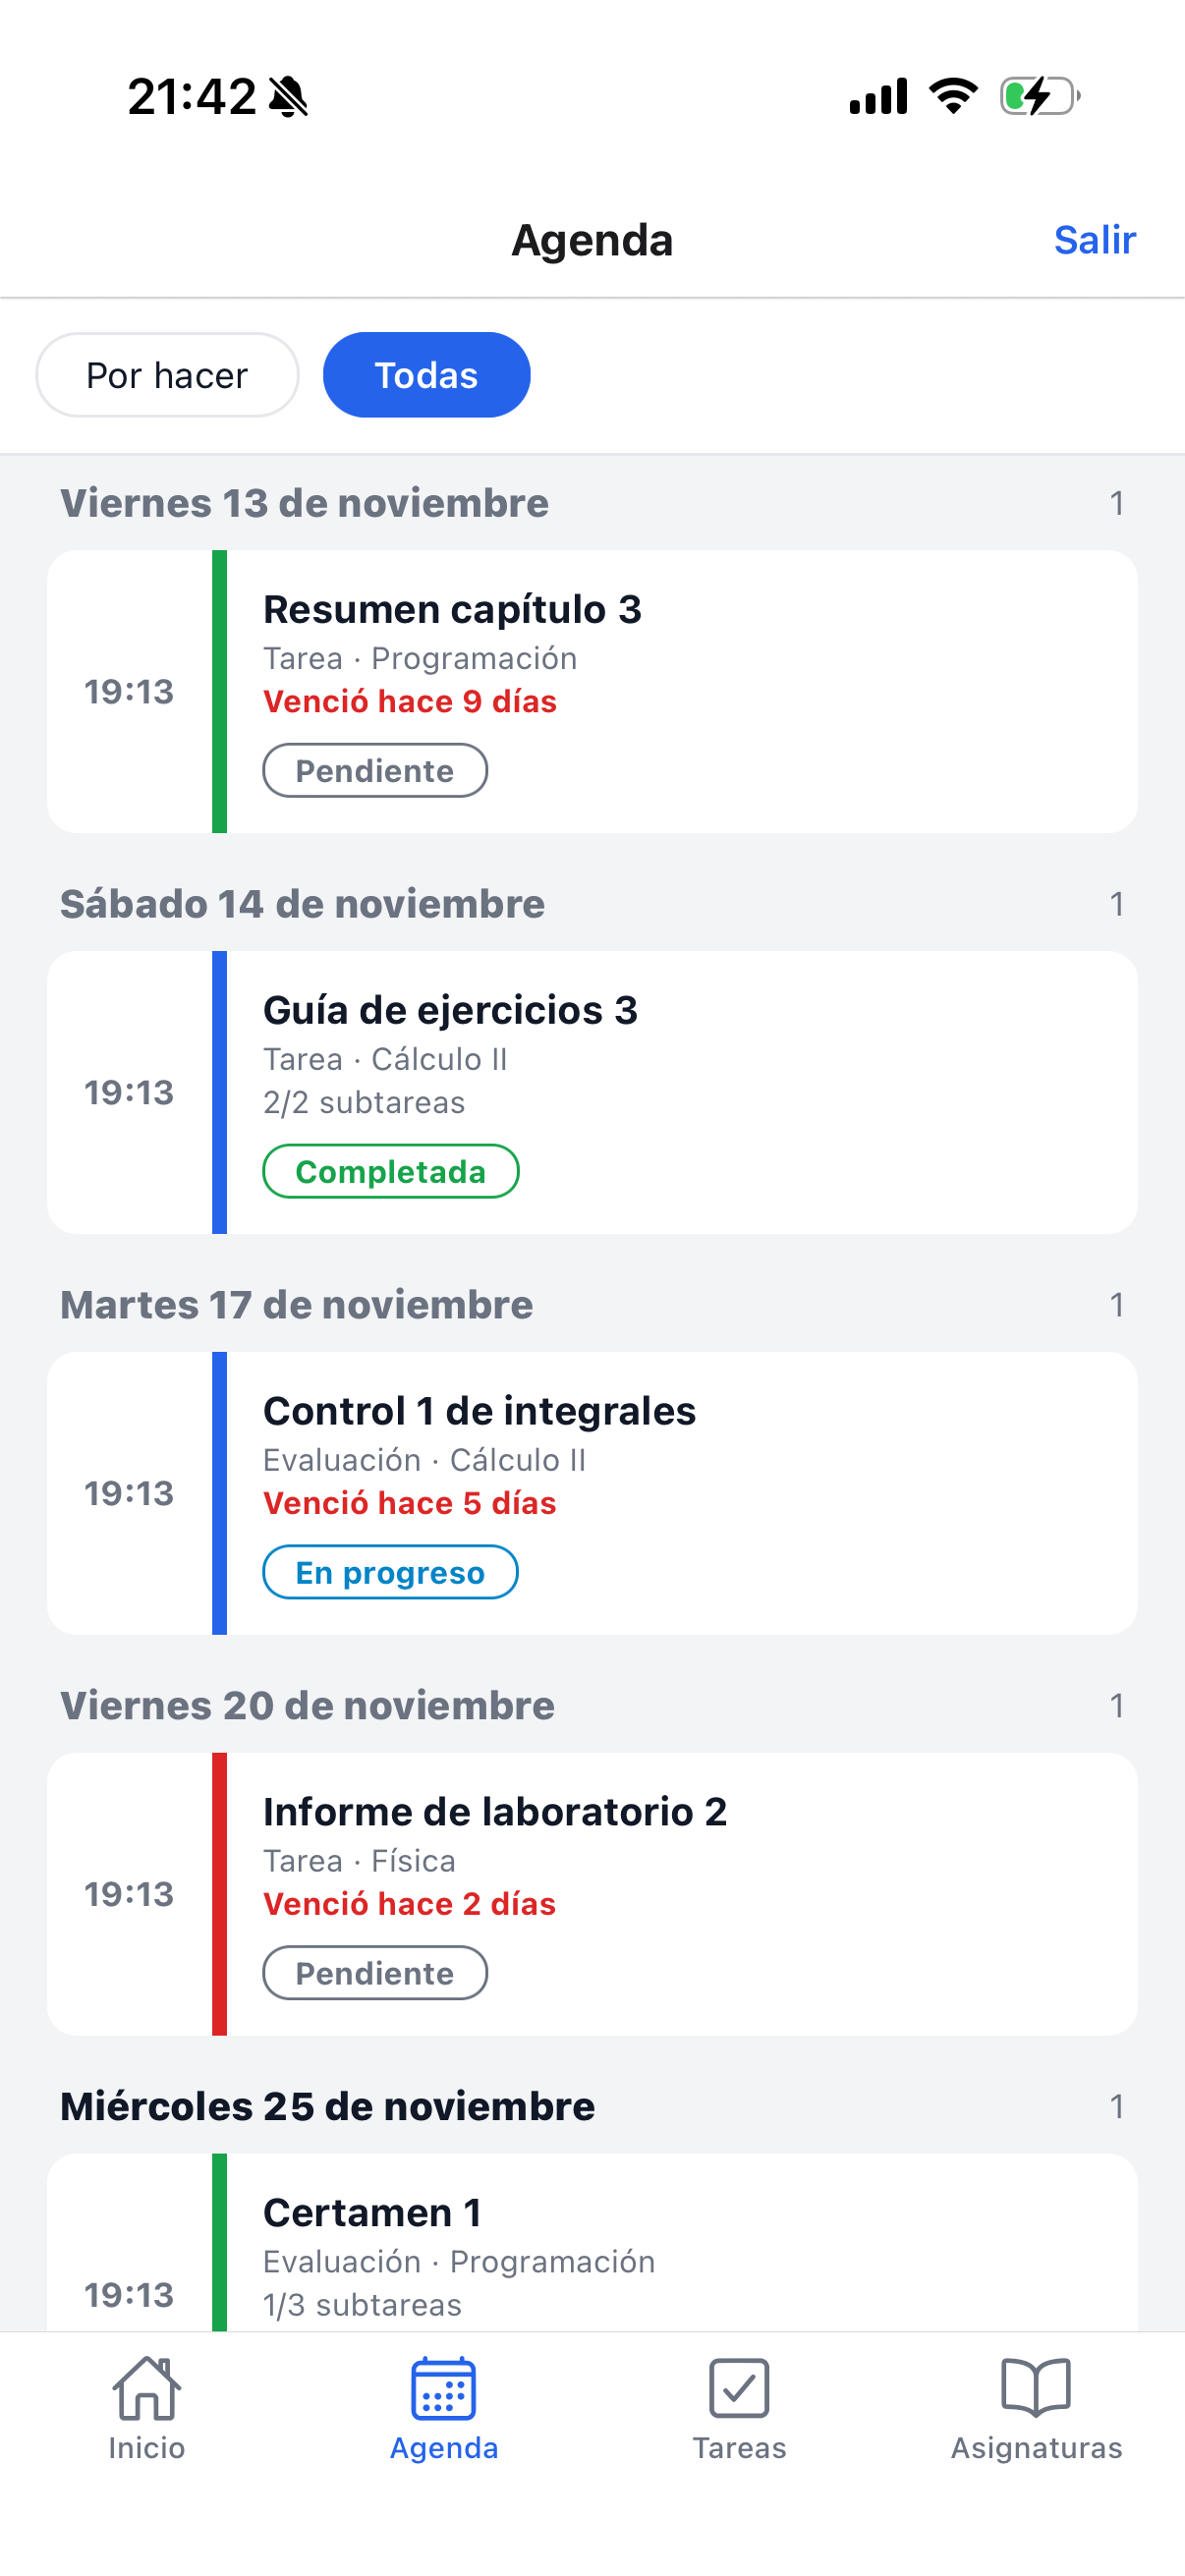 21:42
Agenda
Salir
Por hacer
Todas
Viernes 13 de noviembre
1
19:13
Resumen capítulo 3
Tarea · Programación
Venció hace 9 días
Pendiente
Sábado 14 de noviembre
1
19:13
Guía de ejercicios 3
Tarea · Cálculo II
2/2 subtareas
Completada
Martes 17 de noviembre
1
19:13
Control 1 de integrales
Evaluación · Cálculo II
Venció hace 5 días
En progreso
Viernes 20 de noviembre
1
19:13
Informe de laboratorio 2
Tarea · Física
Venció hace 2 días
Pendiente
Miércoles 25 de noviembre
1
19:13
Certamen 1
Evaluación · Programación
1/3 subtareas
Inicio
Agenda
Tareas
Asignaturas